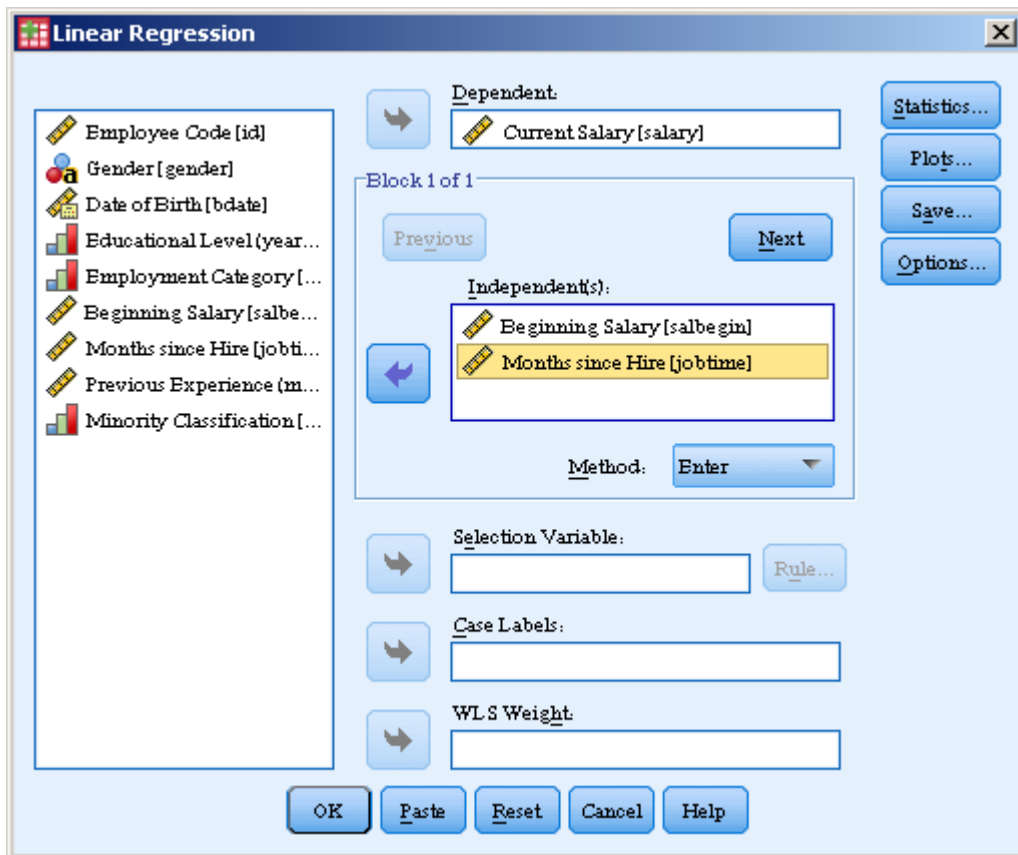 Linear Regression
Employee Code [id]
Gender [gender]
Date of Birth [bdate]
Educational Level (year...
Employment Category [...
Beginning Salary [salbe...
Months since Hire [jobti...
Previous Experience (m...
Minority Classification [...
Dependent:
Current Salary [salary]
Block 1 of 1
Previous
Next
Independent(s):
Beginning Salary [salbegin]
Months since Hire [jobtime]
Method:
Enter
Selection Variable:
Rule...
Case Labels:
WLS Weight:
Statistics...
Plots...
Save...
Options...
OK
Paste
Reset
Cancel
Help